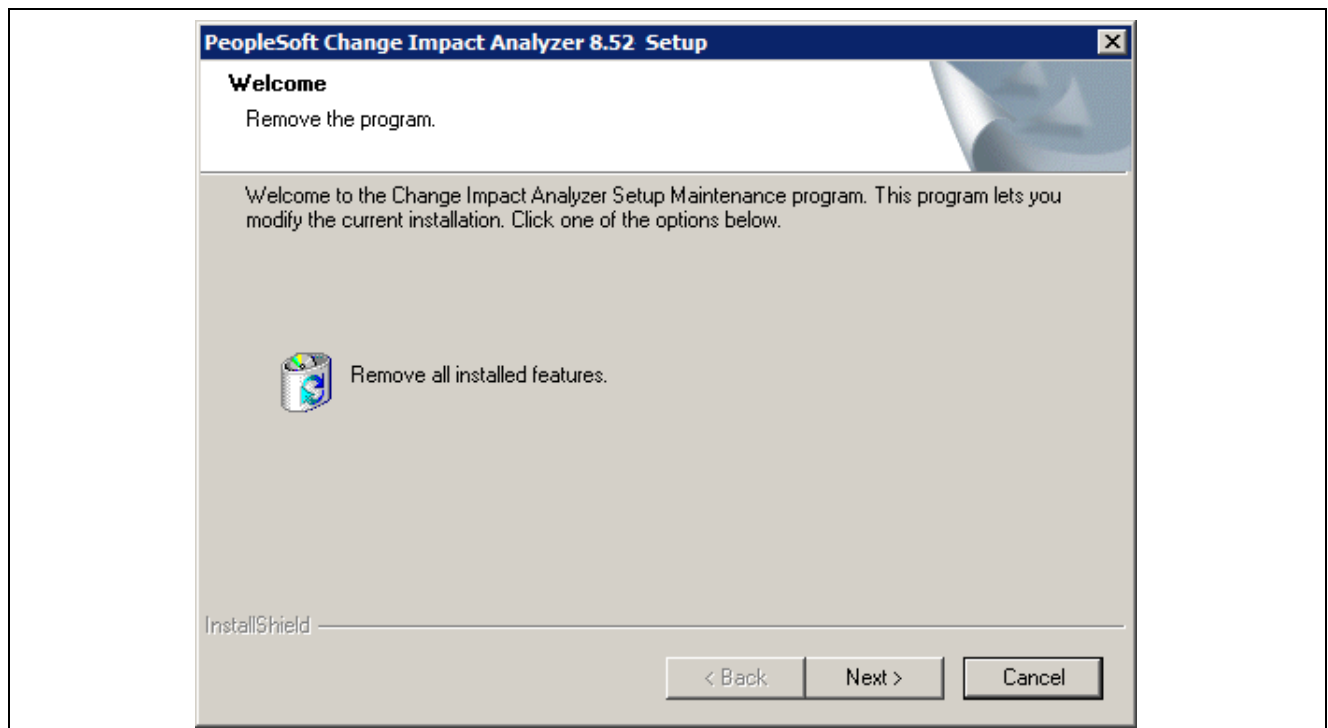 PeopleSoft Change Impact Analyzer 8.52 Setup
Welcome
Remove the program.
Welcome to the Change Impact Analyzer Setup Maintenance program. This program lets you
modify the current installation. Click one of the options below.
Remove all installed features.
InstallShield
< Back Next > Cancel